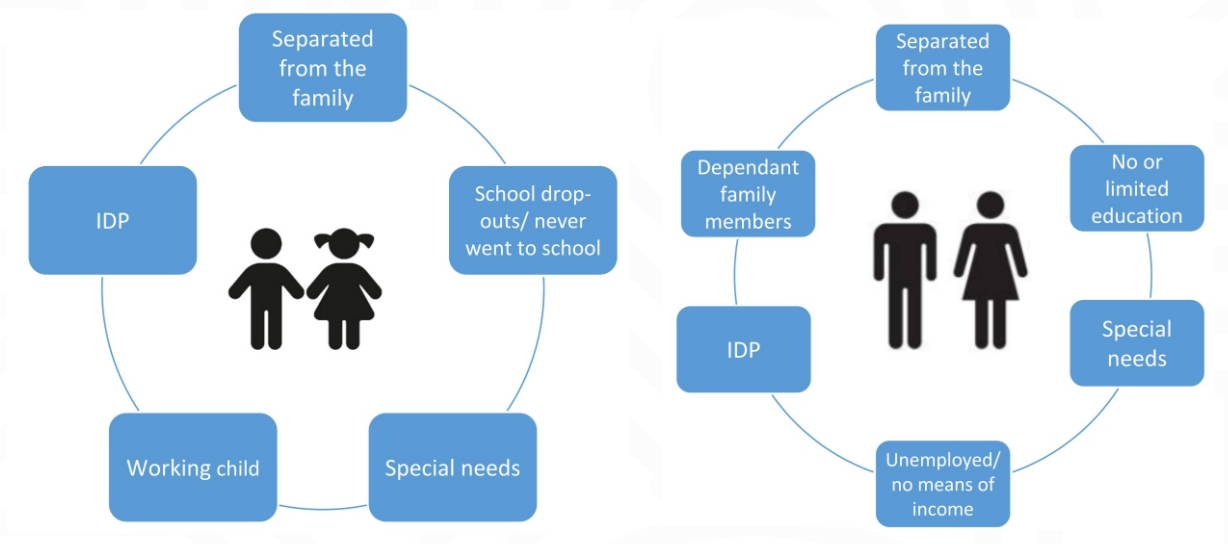 Separated
from the
family
School drop-
outs/ never
went to school
Special needs
Working child
IDP
Separated
from the
family
No or
limited
education
Special
needs
Unemployed/
no means of
income
IDP
Dependant
family
members